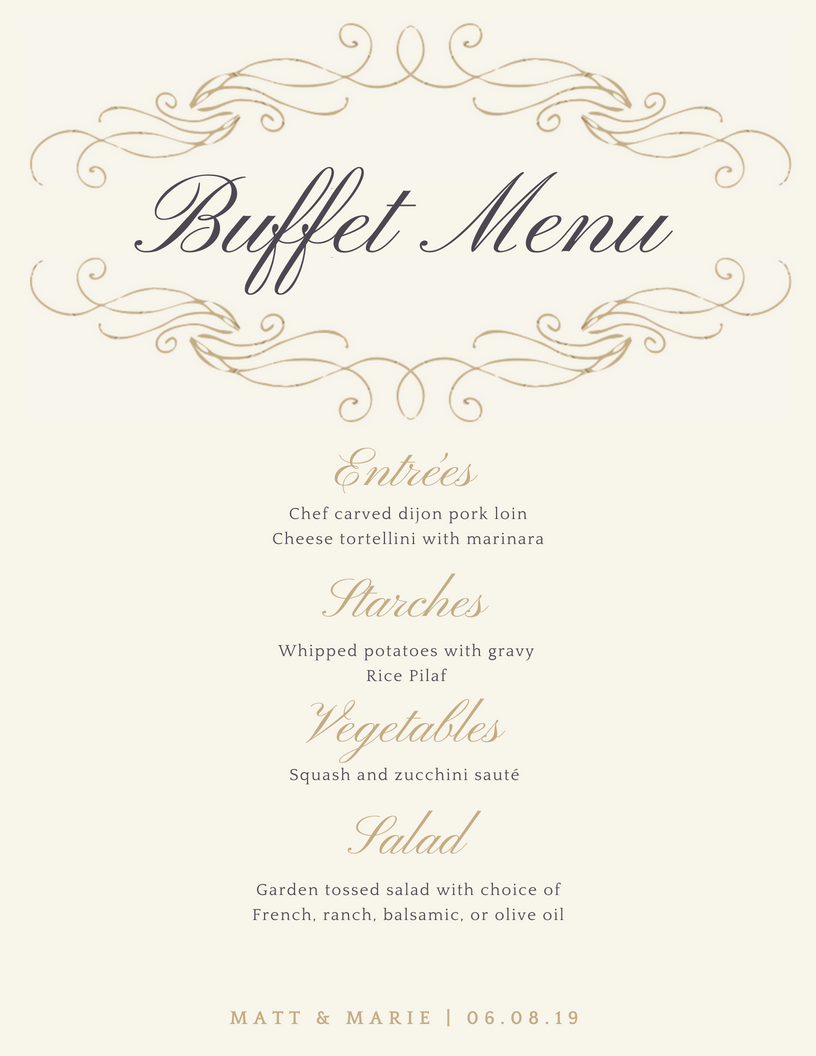 Buffet Menu
Entrées
Chef carved dijon pork loin
Cheese tortellini with marinara
Starches
Whipped potatoes with gravy
Rice Pilaf
Vegetables
Squash and zucchini sauté
Salad
Garden tossed salad with choice of
French, ranch, balsamic, or olive oil
MATT & MARIE | 06.08.19